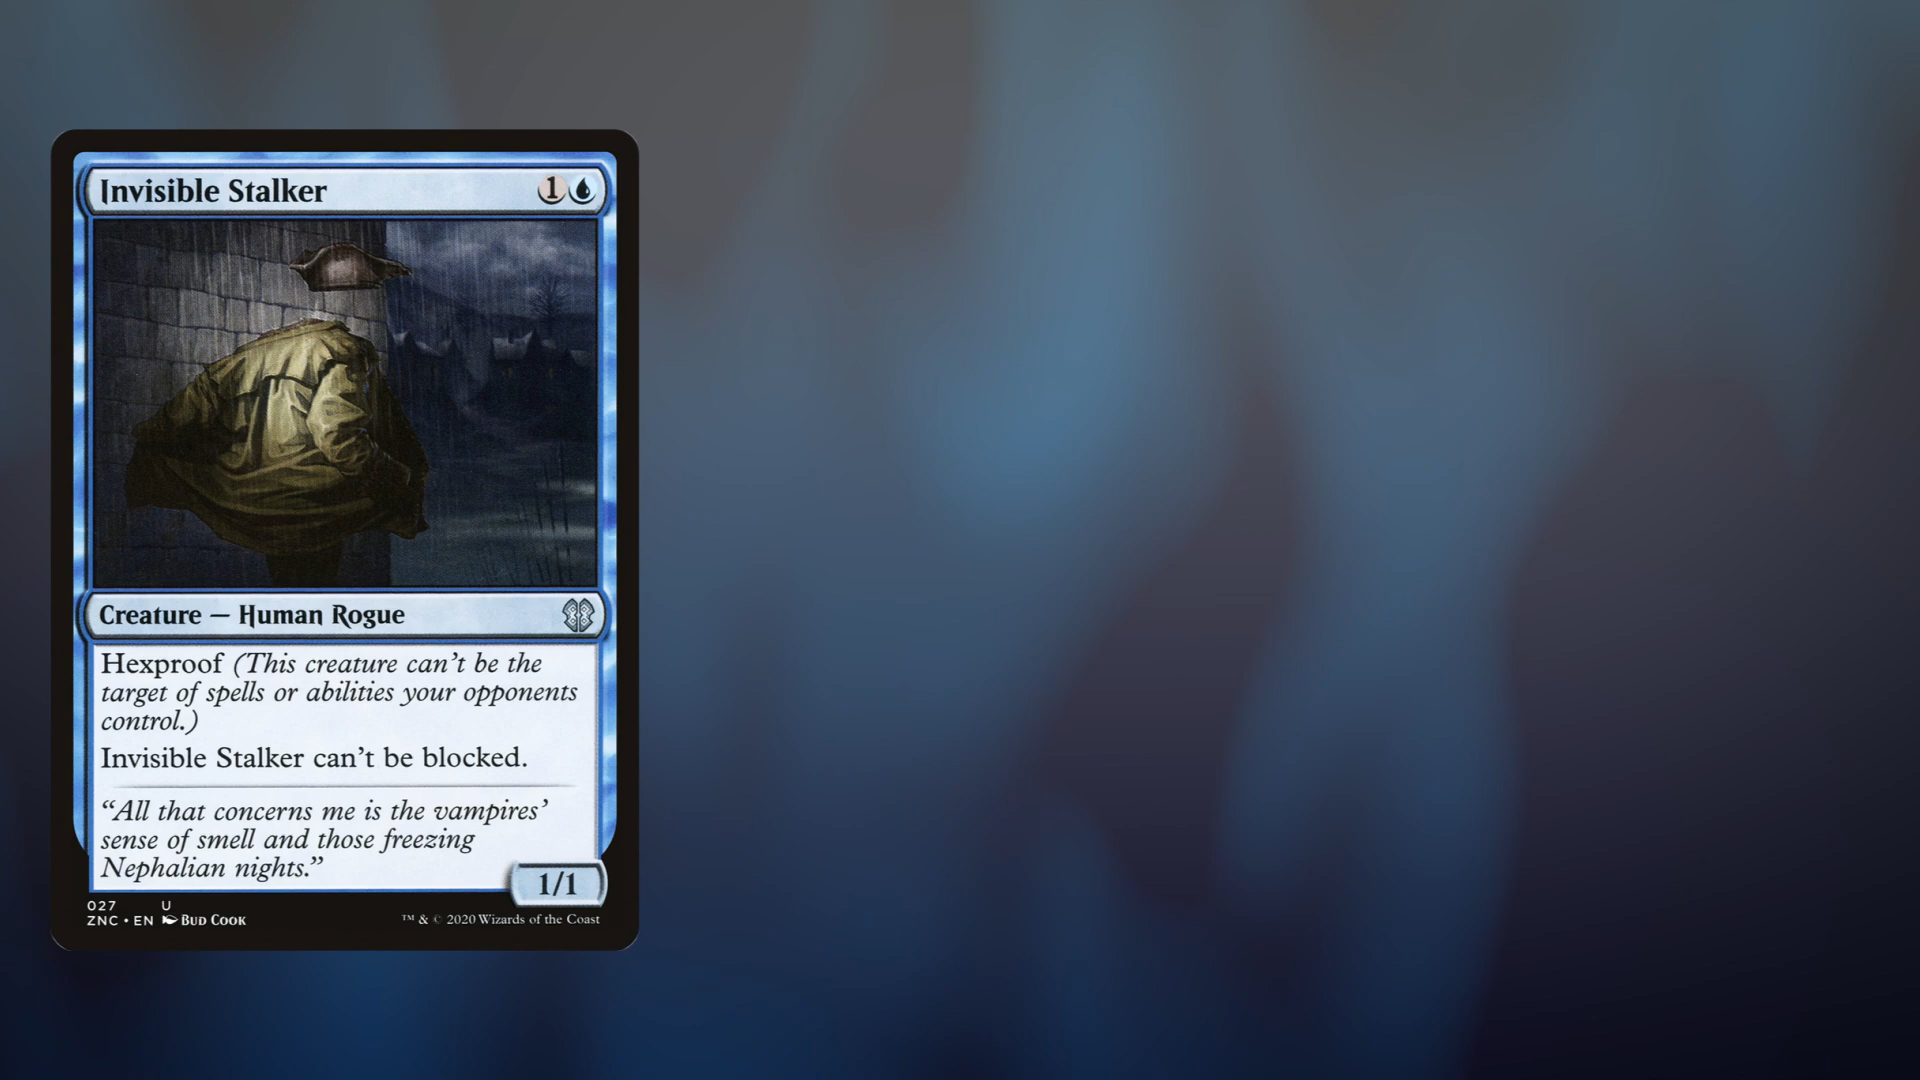 Invisible Stalker 1
Creature — Human Rogue
Hexproof (This creature can't be the
target of spells or abilities your opponents
control.)
Invisible Stalker can't be blocked.
“All that concerns me is the vampires’
sense of smell and those freezing
Nephalian nights.”
1/1
027 U
ZNC • EN Bud Cook
™ & © 2020 Wizards of the Coast